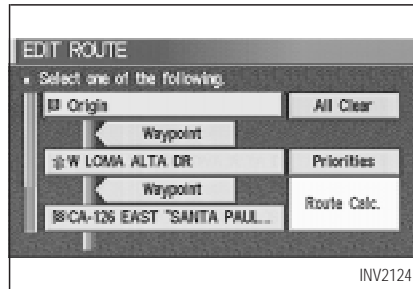 EDIT ROUTE
Select one of the following.
Origin
All Clear
Waypoint
W LOMA ALTA DR
Priorities
Waypoint
Route Calc.
CA-126 EAST "SANTA PAUL...
INV2124